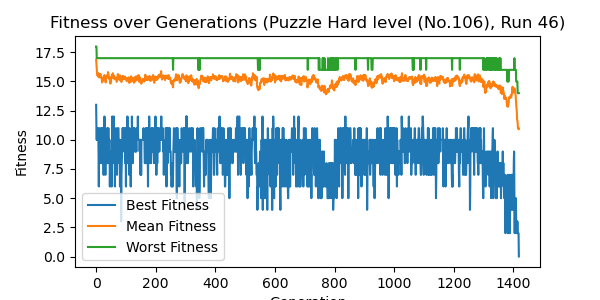 Fitness over Generations (Puzzle Hard level (No.106), Run 46)
Fitness
17.5
15.0
12.5
10.0
7.5
5.0
2.5
0.0
Best Fitness
Mean Fitness
Worst Fitness
0 200 400 600 800 1000 1200 1400
Generation